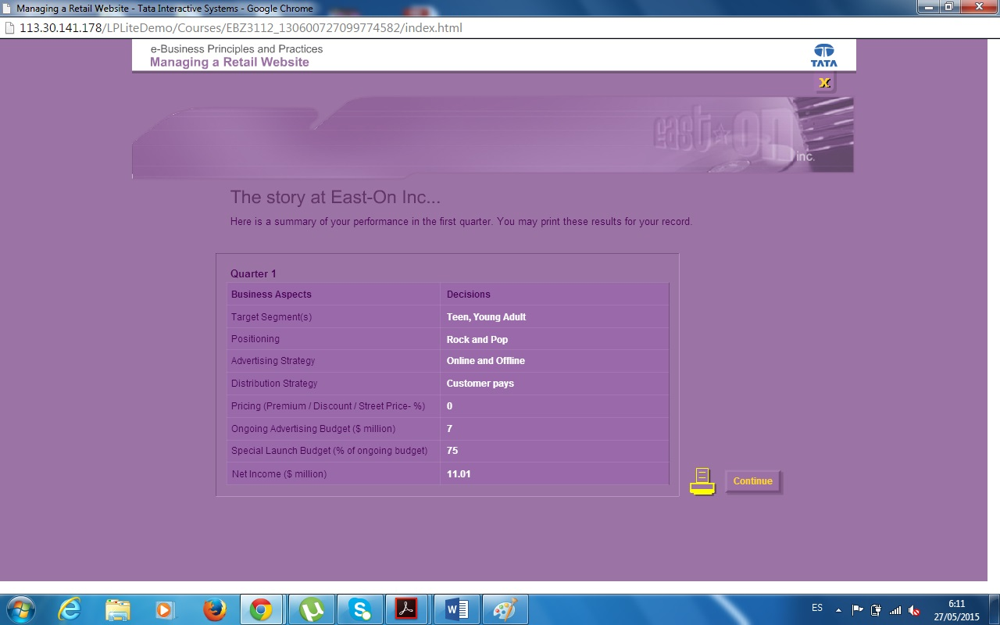 Managing a Retail Website - Tata Interactive Systems - Google Chrome
113.30.141.178/LPLiteDemo/Courses/EBZ3112_130600727099774582/index.html
e-Business Principles and Practices
Managing a Retail Website
TATA
X
east on
inc.
The story at East-On Inc...
Here is a summary of your performance in the first quarter. You may print these results for your record.
Quarter 1
Business Aspects Decisions
Target Segment(s) Teen, Young Adult
Positioning Rock and Pop
Advertising Strategy Online and Offline
Distribution Strategy Customer pays
Pricing (Premium / Discount / Street Price- %) 0
Ongoing Advertising Budget ($ million) 7
Special Launch Budget (% of ongoing budget) 75
Net Income ($ million) 11.01
Continue
ES
6:11
27/05/2015